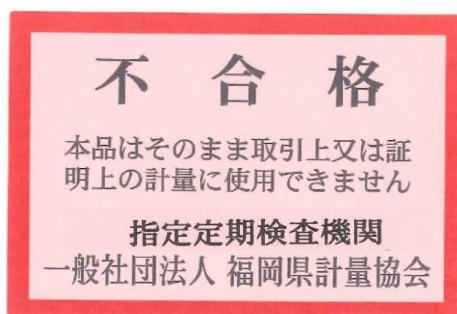 不 合 格
本品はそのまま取引上又は証
明上の計量に使用できません
指定定期検査機関
一般社団法人 福岡県計量協会